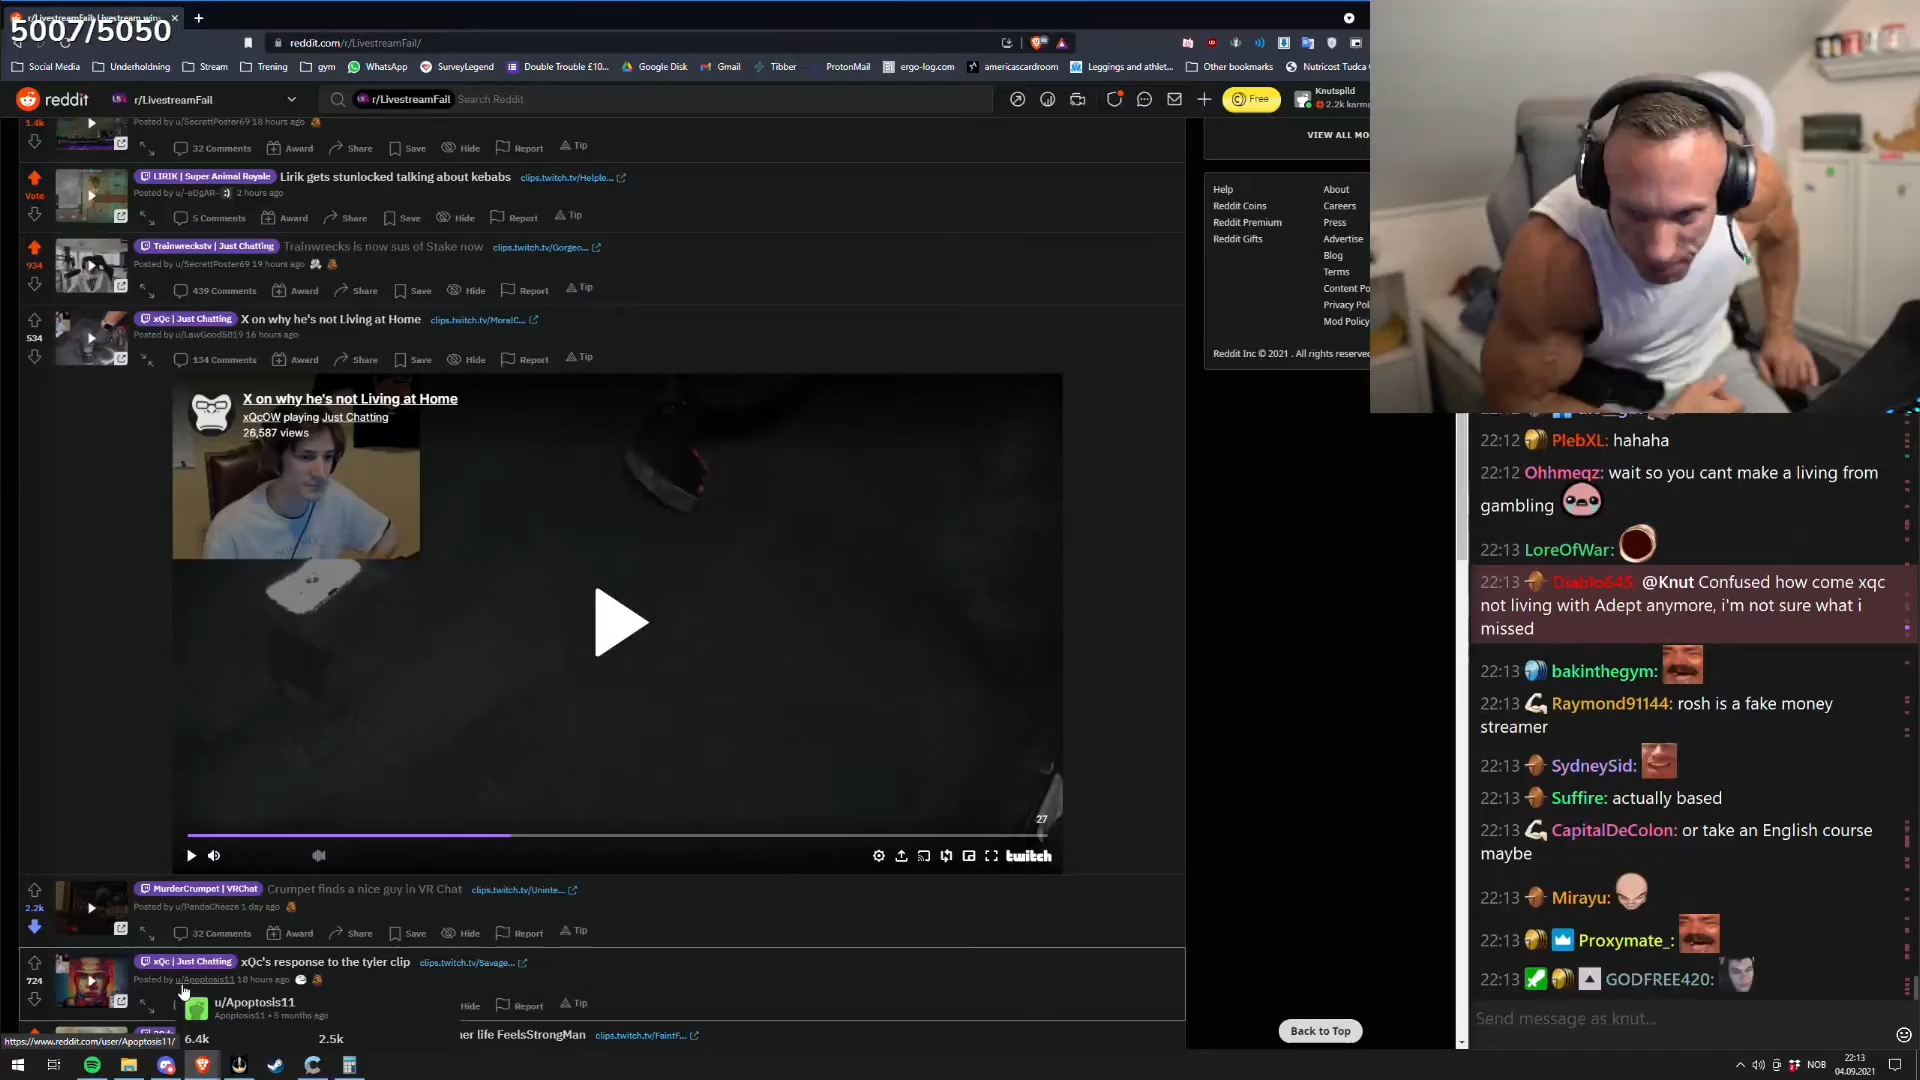 r/LivestreamFail: Livestream wins
5007/5050
reddit.com/r/LivestreamFail/
Social Media Underholdning Stream Trening gym WhatsApp SurveyLegend Double Trouble £10... Google Disk Gmail Tibber ProtonMail ergo-log.com americascardroom Leggings and athlet... Other bookmarks Nutricost Tudca
reddit r/LivestreamFail r/LivestreamFail Search Reddit Free Knutspild
2.2k karma
1.4k Posted by u/SecrettPoster69 18 hours ago
32 Comments Award Share Save Hide Report Tip
LIRIK | Super Animal Royale Lirik gets stunlocked talking about kebabs clips.twitch.tv/Helple...
Vote Posted by u/-eDgAR- 2 hours ago
5 Comments Award Share Save Hide Report Tip
Trainwreckstv | Just Chatting Trainwrecks is now sus of Stake now clips.twitch.tv/Gorgeo...
934 Posted by u/SecrettPoster69 19 hours ago
439 Comments Award Share Save Hide Report Tip
xQc | Just Chatting X on why he's not Living at Home clips.twitch.tv/MoralC...
534 Posted by u/LawGood5819 16 hours ago
134 Comments Award Share Save Hide Report Tip
X on why he's not Living at Home
xQcOW playing Just Chatting
26,587 views
27
twitch
MurderCrumpet | VRChat Crumpet finds a nice guy in VR Chat clips.twitch.tv/Uninte...
2.2k Posted by u/PandaCheeze 1 day ago
32 Comments Award Share Save Hide Report Tip
xQc | Just Chatting xQc's response to the tyler clip clips.twitch.tv/Savage...
724 Posted by u/Apoptosis11 18 hours ago
u/Apoptosis11
Apoptosis11 • 5 months ago
Hide Report Tip
her life FeelsStrongMan clips.twitch.tv/FaintF...
https://www.reddit.com/user/Apoptosis11/ 6.4k 2.5k
VIEW ALL MO
Help About
Reddit Coins Careers
Reddit Premium Press
Reddit Gifts Advertise
Blog
Terms
Content Po
Privacy Pol
Mod Policy
Reddit Inc © 2021 . All rights reserved
Back to Top
22:12 PlebXL: hahaha
22:12 Ohhmeqz: wait so you cant make a living from
gambling
22:13 LoreOfWar:
22:13 Diablo645: @Knut Confused how come xqc
not living with Adept anymore, i'm not sure what i
missed
22:13 bakinthegym:
22:13 Raymond91144: rosh is a fake money
streamer
22:13 SydneySid:
22:13 Suffire: actually based
22:13 CapitalDeColon: or take an English course
maybe
22:13 Mirayu:
22:13 Proxymate_:
22:13 GODFREE420:
Send message as knut...
NOB 22:13
04.09.2021